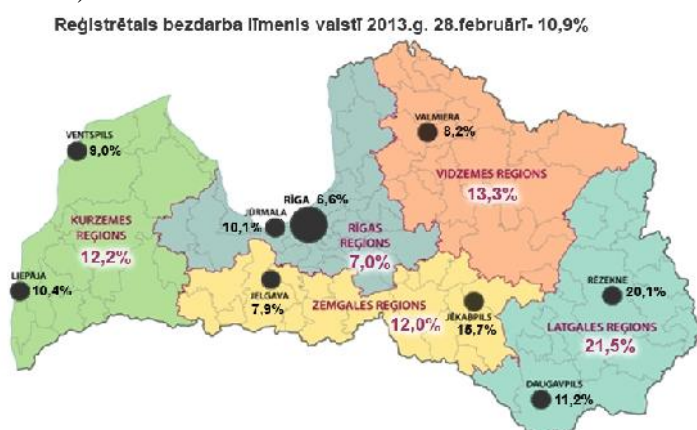 Reģistrētais bezdarba līmenis valstī 2013.g. 28.februārī- 10,9%
VENTSPILS
9,0%
VALMIERA
8,2%
VIDZEMES REGIONS
13,3%
RĪGA 6,6%
JŪRMALA
10,1%
KURZEMES
REĢIONS
12,2%
RĪGAS
REĢIONS
7,0%
LIEPĀJA
10,4%
JELGAVA
7,9%
ZEMGALES REĢIONS
12,0%
JĒKABPILS
15,7%
RĒZEKNE
20,1%
LATGALES REĢIONS
21,5%
DAUGAVPILS
11,2%